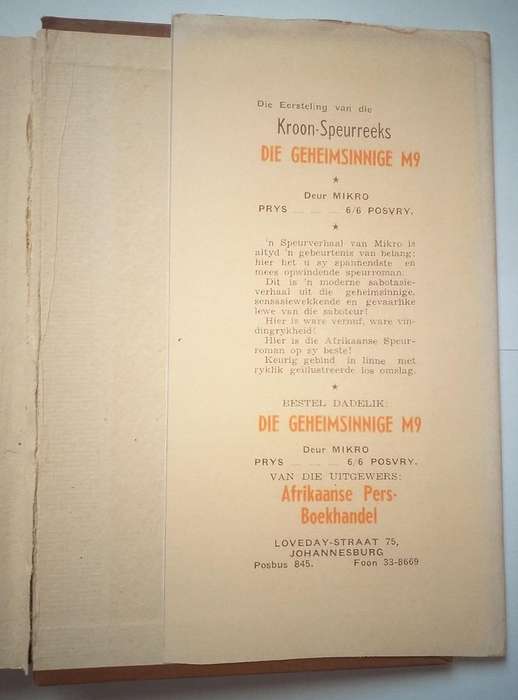 Die Eersteling van die
Kroon-Speurreeks
DIE GEHEIMSINNIGE M9
★
Deur MIKRO
PRYS ... ... ... 6/6 POSVRY.
★
'n Speurverhaal van Mikro is
altyd 'n gebeurtenis van belang;
hier het u sy spannendste en
mees opwindende speurroman.
Dit is 'n moderne sabotasie-
verhaal uit die geheimsinnige,
sensasiewekkende en gevaarlike
lewe van die saboteur!
Hier is ware vernuf, ware vin-
dingrykheid!
Hier is die Afrikaanse Speur-
roman op sy beste!
Keurig gebind in linne met
ryklik geïllustreerde los omslag.
★
BESTEL DADELIK:
DIE GEHEIMSINNIGE M9
Deur MIKRO
PRYS ... ... ... 6/6 POSVRY.
VAN DIE UITGEWERS:
Afrikaanse Pers-
Boekhandel
LOVEDAY-STRAAT 75,
JOHANNESBURG
Posbus 845. Foon 33-8669